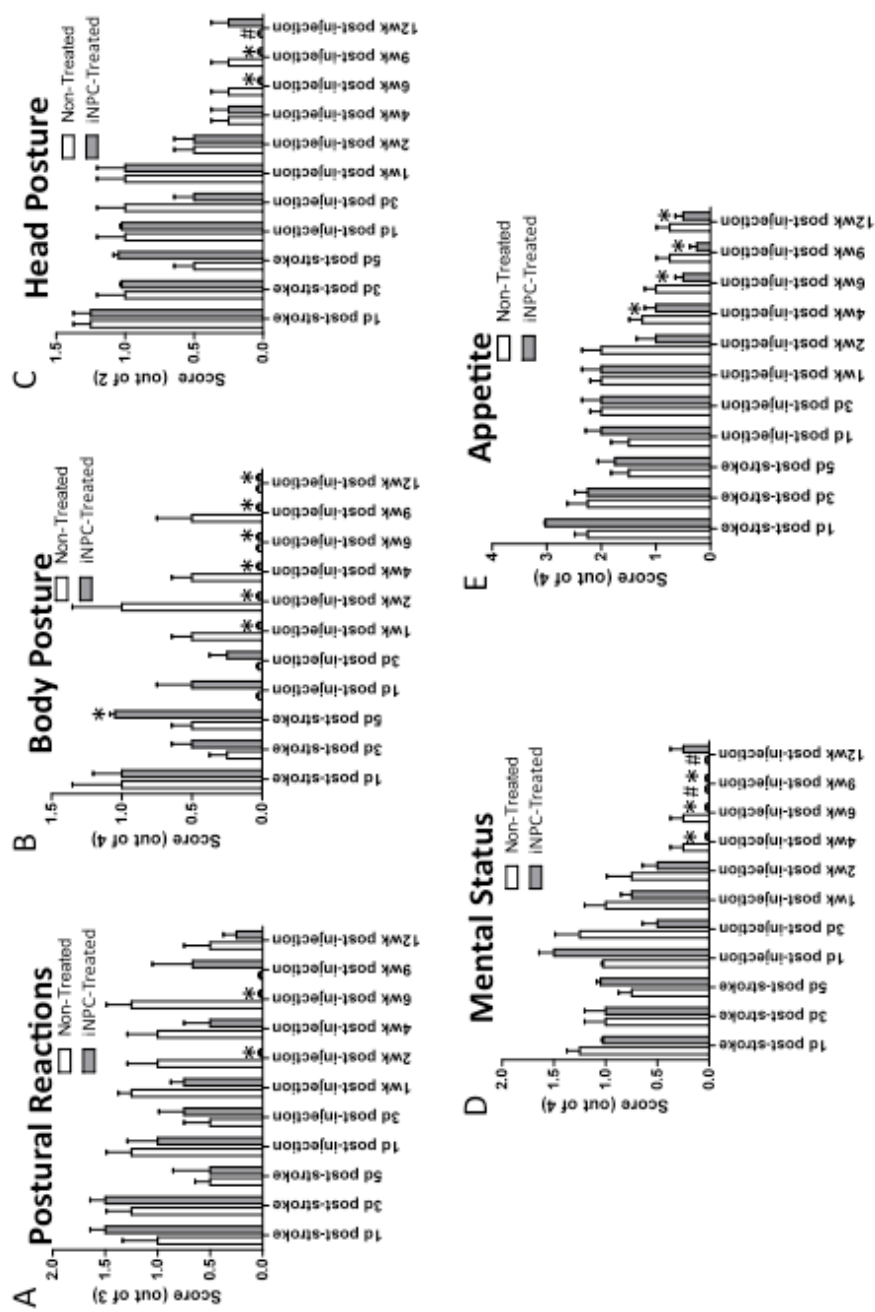 A
Postural Reactions
Non-Treated
iNPC-Treated
Score (out of 3)
2.0
1.5
1.0
0.5
0.0
* *
1d post-stroke
3d post-stroke
5d post-stroke
1d post-injection
3d post-injection
1wk post-injection
2wk post-injection
4wk post-injection
6wk post-injection
9wk post-injection
12wk post-injection
B
Body Posture
Non-Treated
iNPC-Treated
Score (out of 4)
1.5
1.0
0.5
0.0
* * * * * * *
1d post-stroke
3d post-stroke
5d post-stroke
1d post-injection
3d post-injection
1wk post-injection
2wk post-injection
4wk post-injection
6wk post-injection
9wk post-injection
12wk post-injection
C
Head Posture
Non-Treated
iNPC-Treated
Score (out of 2)
1.5
1.0
0.5
0.0
* * #
1d post-stroke
3d post-stroke
5d post-stroke
1d post-injection
3d post-injection
1wk post-injection
2wk post-injection
4wk post-injection
6wk post-injection
9wk post-injection
12wk post-injection
D
Mental Status
Non-Treated
iNPC-Treated
Score (out of 4)
2.0
1.5
1.0
0.5
0.0
* * # * #
1d post-stroke
3d post-stroke
5d post-stroke
1d post-injection
3d post-injection
1wk post-injection
2wk post-injection
4wk post-injection
6wk post-injection
9wk post-injection
12wk post-injection
E
Appetite
Non-Treated
iNPC-Treated
Score (out of 4)
4
3
2
1
0
* * * *
1d post-stroke
3d post-stroke
5d post-stroke
1d post-injection
3d post-injection
1wk post-injection
2wk post-injection
4wk post-injection
6wk post-injection
9wk post-injection
12wk post-injection